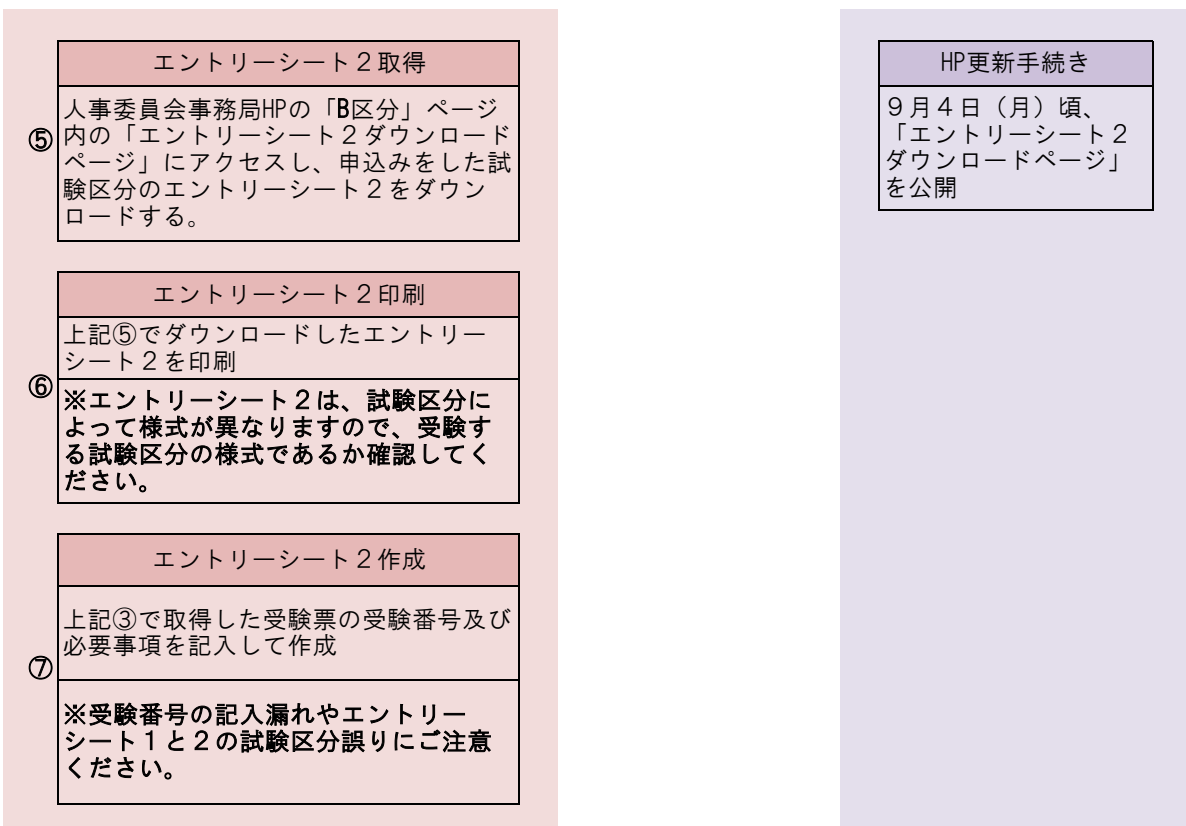 エントリーシート２取得
⑤
人事委員会事務局HPの「B区分」ページ
内の「エントリーシート２ダウンロード
ページ」にアクセスし、申込みをした試
験区分のエントリーシート２をダウン
ロードする。
エントリーシート２印刷
⑥
上記⑤でダウンロードしたエントリー
シート２を印刷
※エントリーシート２は、試験区分に
よって様式が異なりますので、受験す
る試験区分の様式であるか確認してく
ださい。
エントリーシート２作成
⑦
上記③で取得した受験票の受験番号及び
必要事項を記入して作成
※受験番号の記入漏れやエントリー
シート１と２の試験区分誤りにご注意
ください。
HP更新手続き
９月４日（月）頃、
「エントリーシート２
ダウンロードページ」
を公開